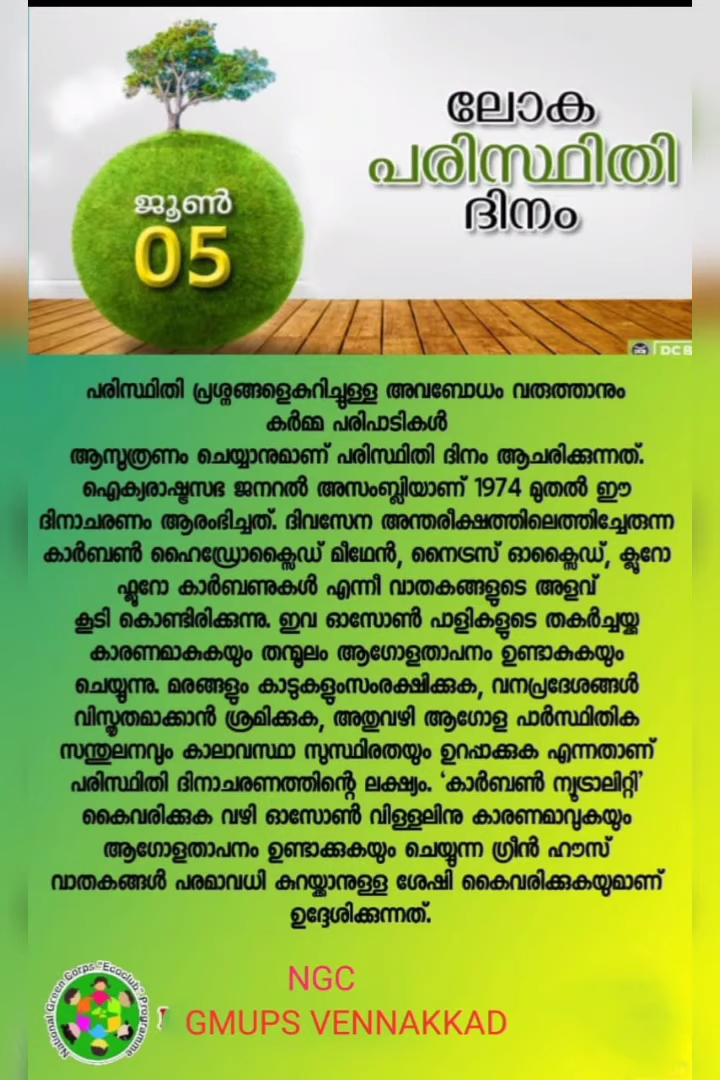 ലോക
പരിസ്ഥിതി
ദിനം
ജൂൺ
05
DCB
പരിസ്ഥിതി പ്രശ്നങ്ങളെകുറിച്ചുള്ള അവബോധം വരുത്താനും
കർമ്മ പരിപാടികൾ
ആസൂത്രണം ചെയ്യാനുമാണ് പരിസ്ഥിതി ദിനം ആചരിക്കുന്നത്.
ഐക്യരാഷ്ട്രസഭ ജനറൽ അസംബ്ലിയാണ് 1974 മുതൽ ഈ
ദിനാചരണം ആരംഭിച്ചത്. ദിവസേന അന്തരീക്ഷത്തിലെത്തിച്ചേരുന്ന
കാർബൺ ഹൈഡ്രോക്സൈഡ് മീഥേൻ, നൈട്രസ് ഓക്സൈഡ്, ക്ലൂറോ
ഫ്ലൂറോ കാർബണുകൾ എന്നീ വാതകങ്ങളുടെ അളവ്
കൂടി കൊണ്ടിരിക്കുന്നു. ഇവ ഓസോൺ പാളികളുടെ തകർച്ചയ്ക്കു
കാരണമാകുകയും തന്മൂലം ആഗോളതാപനം ഉണ്ടാകുകയും
ചെയ്യുന്നു. മരങ്ങളും കാടുകളുംസംരക്ഷിക്കുക, വനപ്രദേശങ്ങൾ
വിസ്തൃതമാക്കാൻ ശ്രമിക്കുക, അതുവഴി ആഗോള പാർസ്ഥിതിക
സന്തുലനവും കാലാവസ്ഥാ സുസ്ഥിരതയും ഉറപ്പാക്കുക എന്നതാണ്
പരിസ്ഥിതി ദിനാചരണത്തിന്റെ ലക്ഷ്യം. 'കാർബൺ ന്യൂട്രാലിറ്റി'
കൈവരിക്കുക വഴി ഓസോൺ വിള്ളലിനു കാരണമാവുകയും
ആഗോളതാപനം ഉണ്ടാക്കുകയും ചെയ്യുന്ന ഗ്രീൻ ഹൗസ്
വാതകങ്ങൾ പരമാവധി കുറയ്ക്കാനുള്ള ശേഷി കൈവരിക്കുകയുമാണ്
ഉദ്ദേശിക്കുന്നത്.
National Green Corps "Ecoclub" Programme
NGC
GMUPS VENNAKKAD